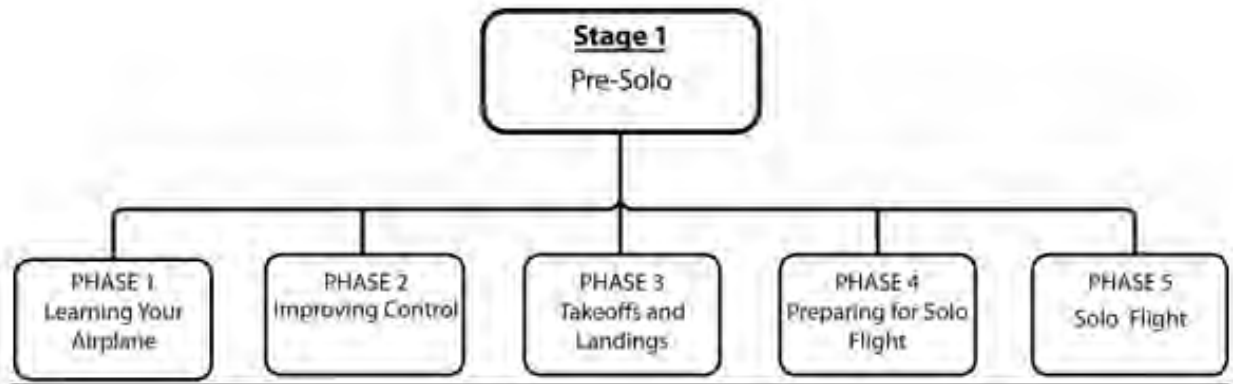 Stage 1
Pre-Solo
PHASE 1
Learning Your
Airplane
PHASE 2
Improving Control
PHASE 3
Takeoffs and
Landings
PHASE 4
Preparing for Solo
Flight
PHASE 5
Solo Flight